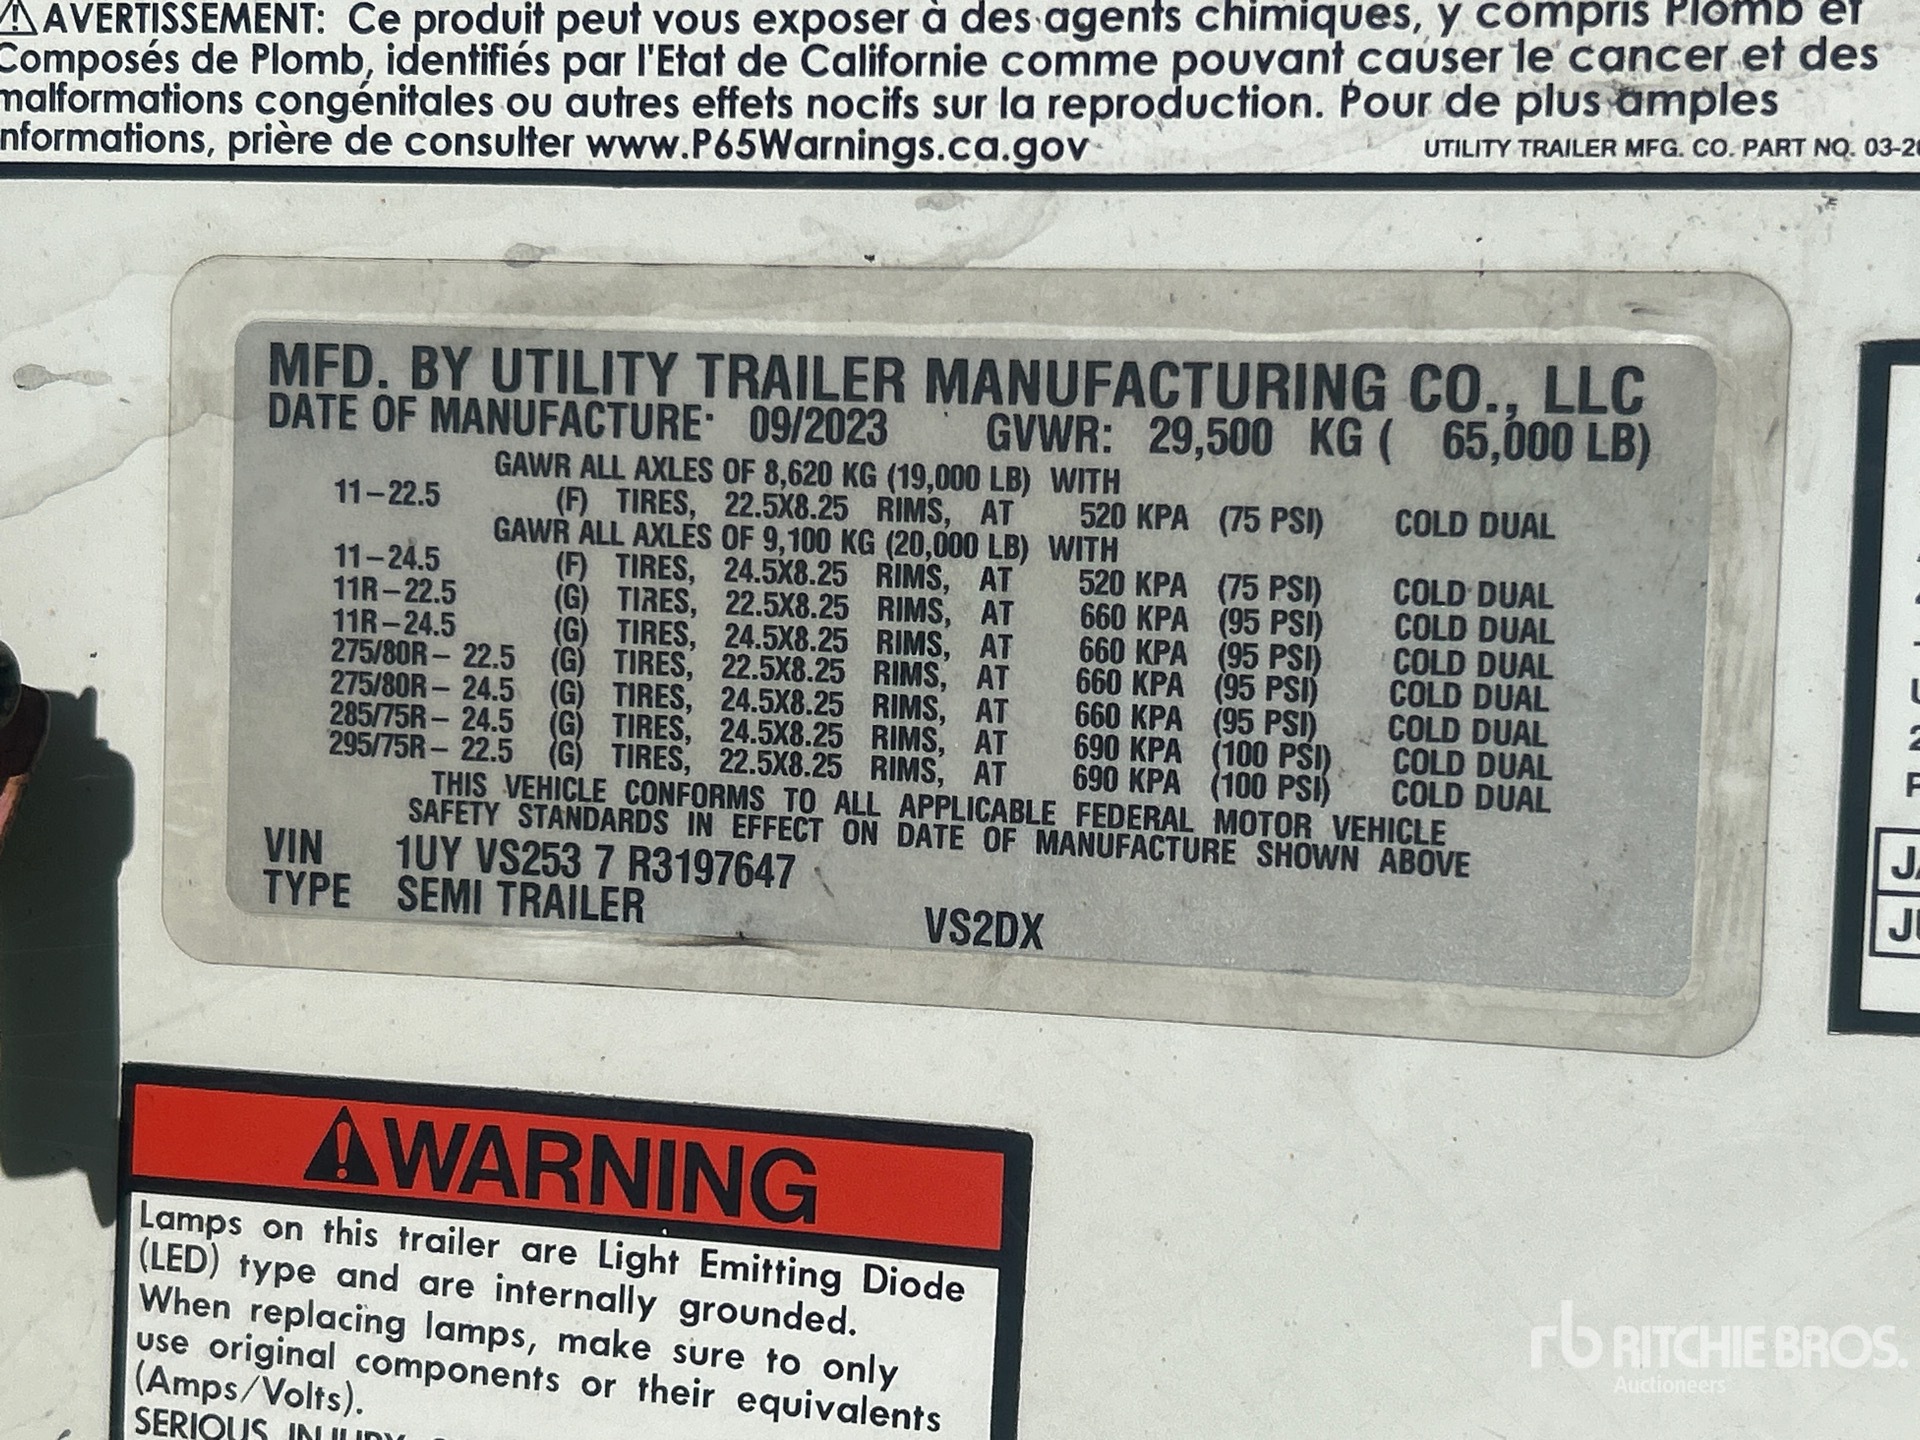 ⚠AVERTISSEMENT: Ce produit peut vous exposer à des agents chimiques, y compris Plomb et
Composés de Plomb, identifiés par l'Etat de Californie comme pouvant causer le cancer et des
malformations congénitales ou autres effets nocifs sur la reproduction. Pour de plus amples
informations, prière de consulter www.P65Warnings.ca.gov
UTILITY TRAILER MFG. CO. PART NO. 03-20
MFD. BY UTILITY TRAILER MANUFACTURING CO., LLC
DATE OF MANUFACTURE: 09/2023 GVWR: 29,500 KG ( 65,000 LB)
GAWR ALL AXLES OF 8,620 KG (19,000 LB) WITH
11-22.5 (F) TIRES, 22.5X8.25 RIMS, AT 520 KPA (75 PSI) COLD DUAL
GAWR ALL AXLES OF 9,100 KG (20,000 LB) WITH
11-24.5 (F) TIRES, 24.5X8.25 RIMS, AT 520 KPA (75 PSI) COLD DUAL
11R-22.5 (G) TIRES, 22.5X8.25 RIMS, AT 660 KPA (95 PSI) COLD DUAL
11R-24.5 (G) TIRES, 24.5X8.25 RIMS, AT 660 KPA (95 PSI) COLD DUAL
275/80R- 22.5 (G) TIRES, 22.5X8.25 RIMS, AT 660 KPA (95 PSI) COLD DUAL
275/80R- 24.5 (G) TIRES, 24.5X8.25 RIMS, AT 660 KPA (95 PSI) COLD DUAL
285/75R- 24.5 (G) TIRES, 24.5X8.25 RIMS, AT 690 KPA (100 PSI) COLD DUAL
295/75R- 22.5 (G) TIRES, 22.5X8.25 RIMS, AT 690 KPA (100 PSI) COLD DUAL
THIS VEHICLE CONFORMS TO ALL APPLICABLE FEDERAL MOTOR VEHICLE
SAFETY STANDARDS IN EFFECT ON DATE OF MANUFACTURE SHOWN ABOVE
VIN 1UY VS253 7 R3197647
TYPE SEMI TRAILER VS2DX
⚠WARNING
Lamps on this trailer are Light Emitting Diode
(LED) type and are internally grounded.
When replacing lamps, make sure to only
use original components or their equivalents
(Amps/Volts).
SERIOUS INJURY
rb RITCHIE BROS.
Auctioneers